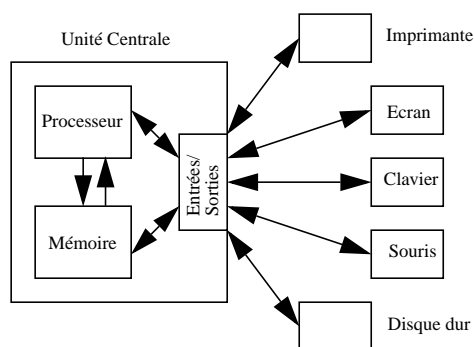 Unité Centrale
Processeur
Mémoire
Entrées/
Sorties
Imprimante
Ecran
Clavier
Souris
Disque dur